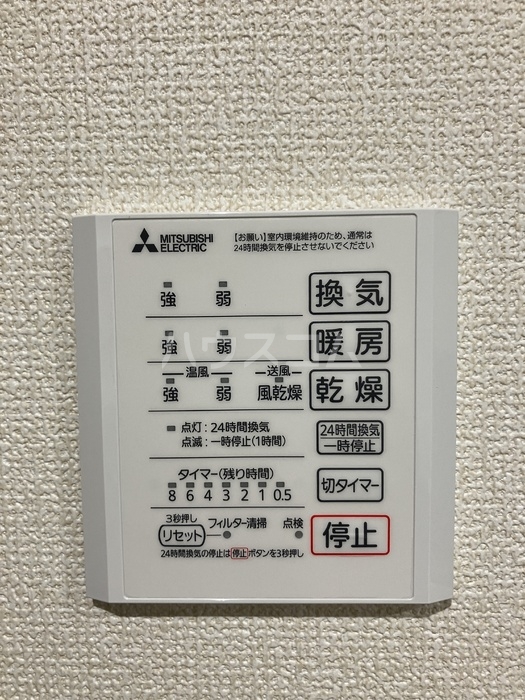 MITSUBISHI
ELECTRIC
【お願い】室内環境維持のため、通常は
24時間換気を停止させないでください
強 弱 換気
強 弱 暖房
ハウスコム
温風 送風
強 弱 風乾燥 乾燥
点灯:24時間換気
点滅:一時停止(1時間)
24時間換気
一時停止
タイマー(残り時間)
8 6 4 3 2 1 0.5
切タイマー
3秒押し
リセット フィルター清掃 点検
停止
24時間換気の停止は停止ボタンを3秒押し